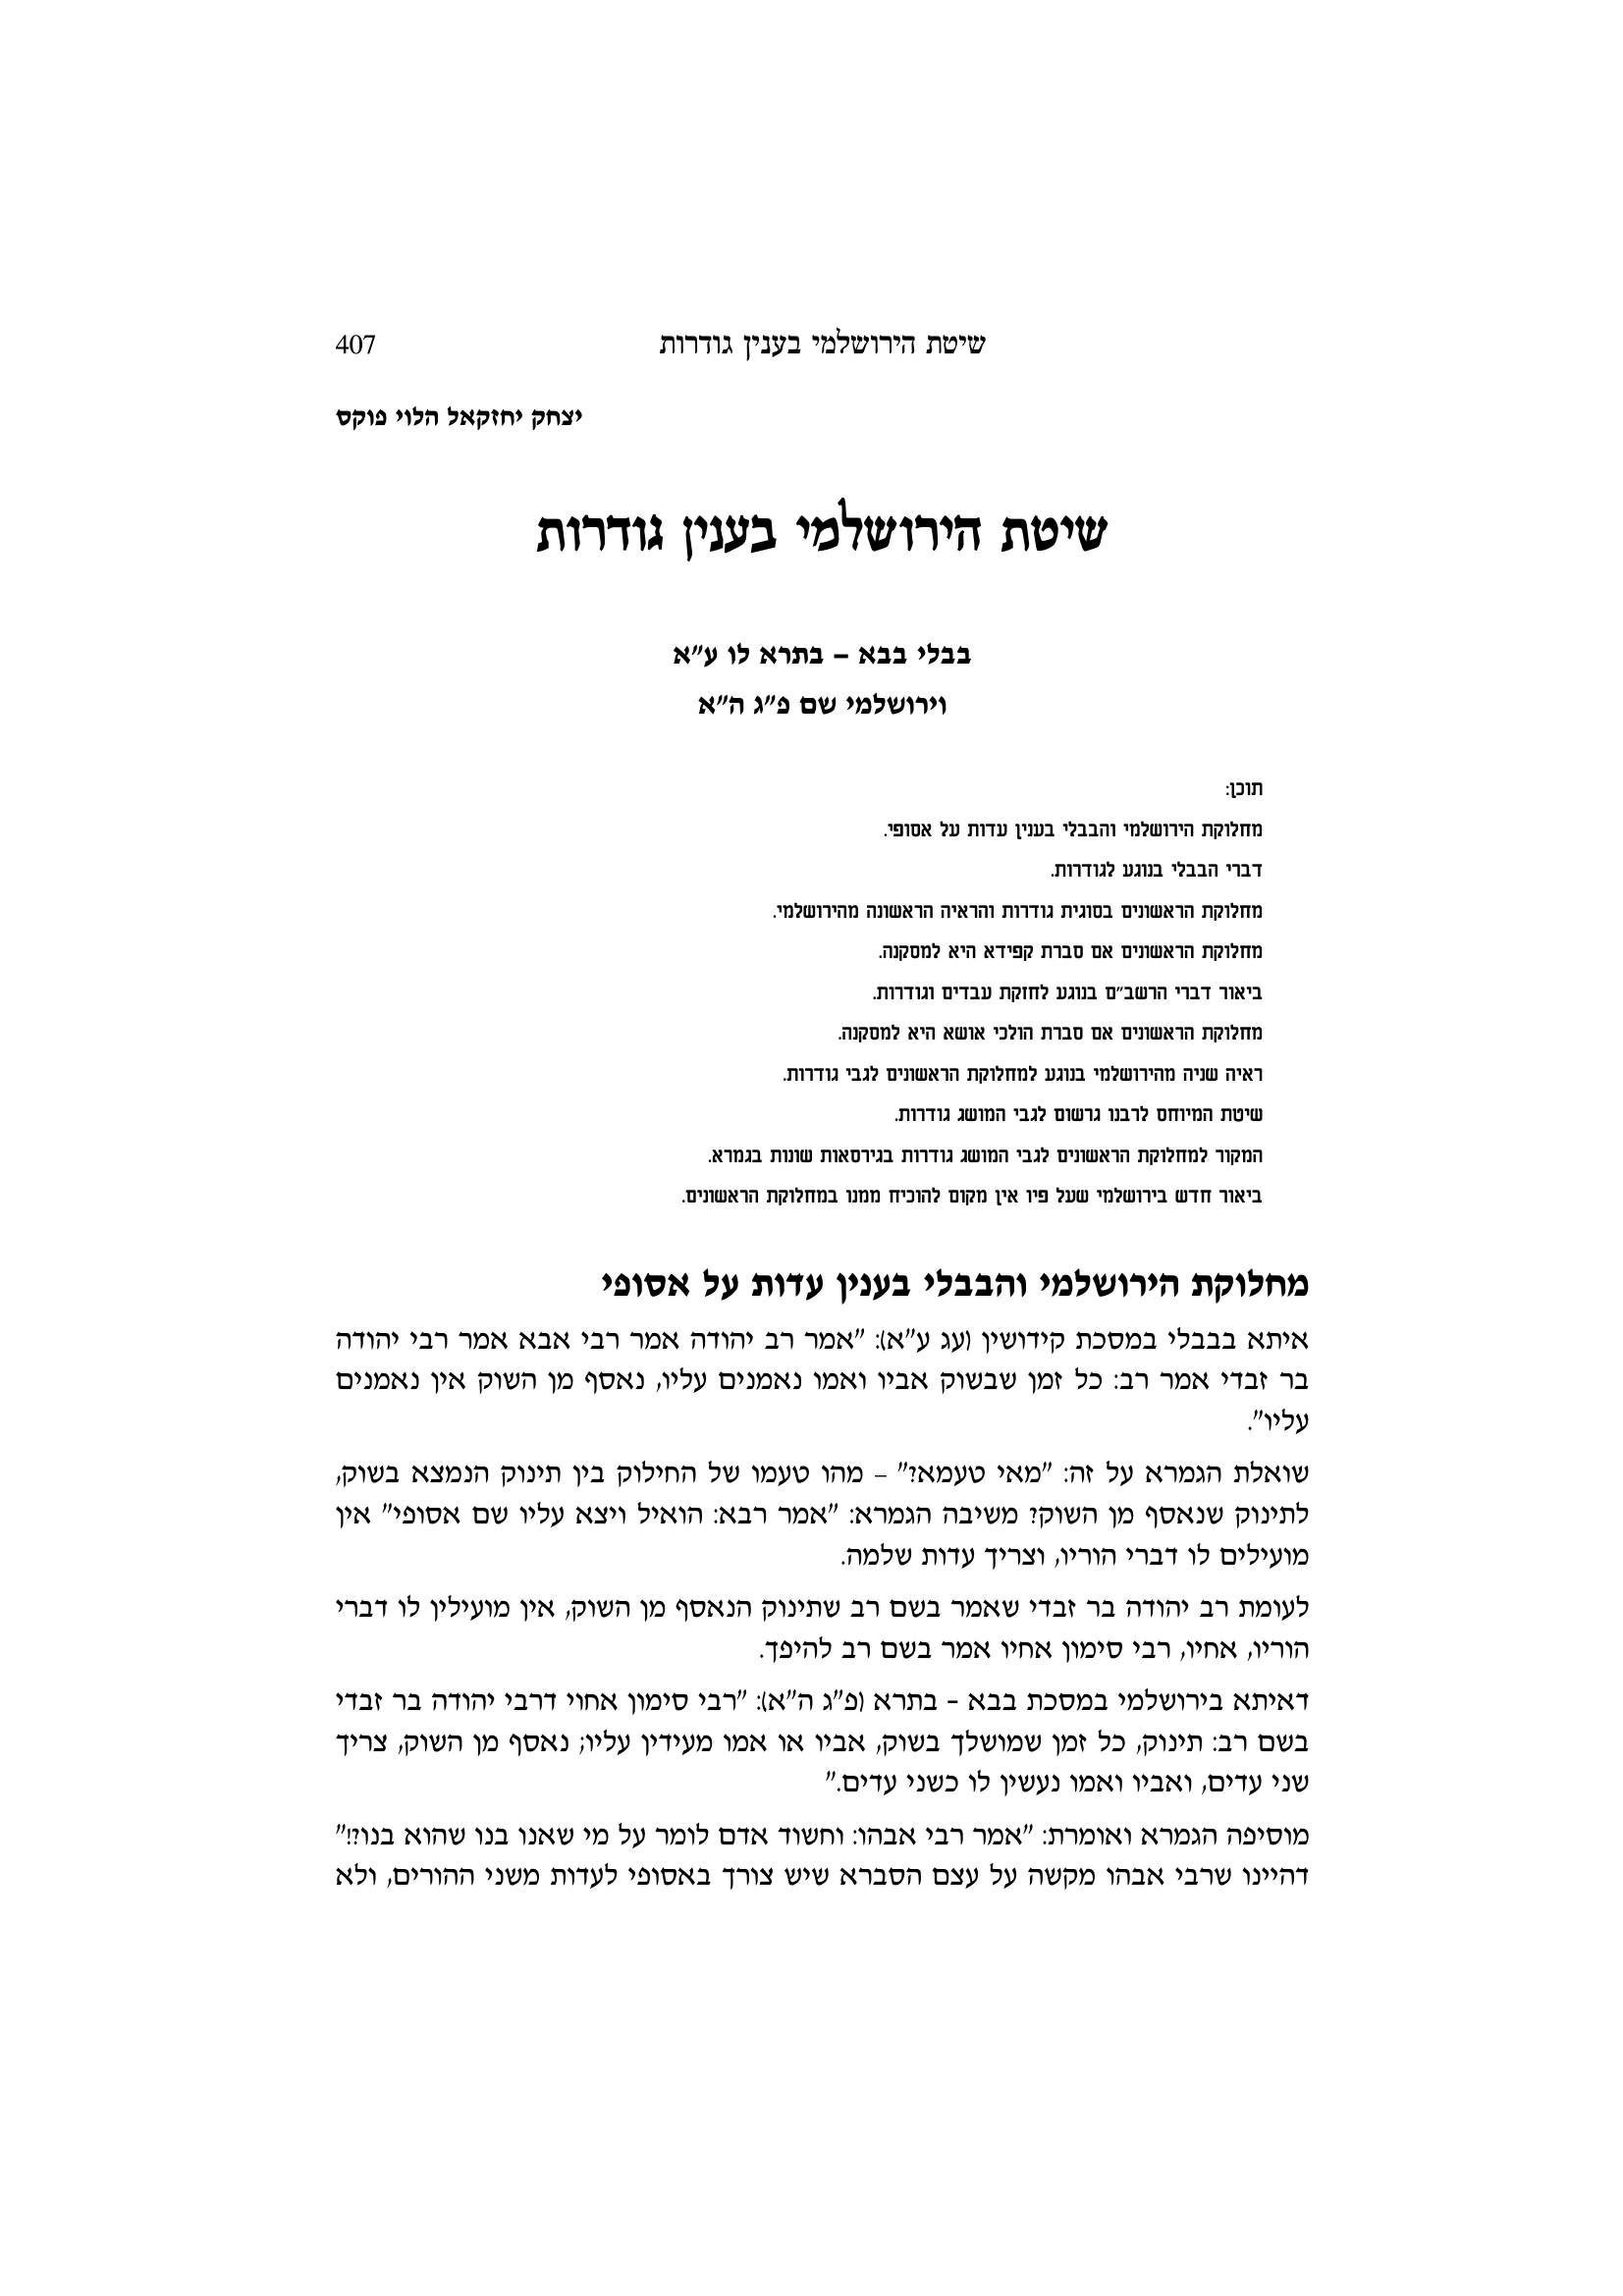 שיטת הירושלמי בענין גודרות 407
יצחק יחזקאל הלוי פוקס
שיטת הירושלמי בענין גודרות
בבלי בבא – בתרא לו ע"א
וירושלמי שם פ"ג ה"א
תוכן:
מחלוקת הירושלמי והבבלי בענין עדות על אסופי.
דברי הבבלי בנוגע לגודרות.
מחלוקת הראשונים בסוגית גודרות והראיה הראשונה מהירושלמי.
מחלוקת הראשונים אם סברת קפידא היא למסקנה.
ביאור דברי הרשב"ם בנוגע לחזקת עבדים וגודרות.
מחלוקת הראשונים אם סברת הולכי אושא היא למסקנה.
ראיה שניה מהירושלמי בנוגע למחלוקת הראשונים לגבי גודרות.
שיטת המיוחס לרבנו גרשום לגבי המושג גודרות.
המקור למחלוקת הראשונים לגבי המושג גודרות בגירסאות שונות בגמרא.
ביאור חדש בירושלמי שעל פיו אין מקום להוכיח ממנו במחלוקת הראשונים.
מחלוקת הירושלמי והבבלי בענין עדות על אסופי
איתא בבבלי במסכת קידושין (עג ע"א): "אמר רב יהודה אמר רבי אבא אמר רבי יהודה
בר זבדי אמר רב: כל זמן שבשוק אביו ואמו נאמנים עליו, נאסף מן השוק אין נאמנים
עליו".
שואלת הגמרא על זה: "מאי טעמא?" – מהו טעמו של החילוק בין תינוק הנמצא בשוק,
לתינוק שנאסף מן השוק? משיבה הגמרא: "אמר רבא: הואיל ויצא עליו שם אסופי" אין
מועילים לו דברי הוריו, וצריך עדות שלמה.
לעומת רב יהודה בר זבדי שאמר בשם רב שתינוק הנאסף מן השוק, אין מועילין לו דברי
הוריו, אחיו, רבי סימון אחיו אמר בשם רב להיפך.
דאיתא בירושלמי במסכת בבא – בתרא (פ"ג ה"א): "רבי סימון אחוי דרבי יהודה בר זבדי
בשם רב: תינוק, כל זמן שמושלך בשוק, אביו או אמו מעידין עליו; נאסף מן השוק, צריך
שני עדים, ואביו ואמו נעשין לו כשני עדים."
מוסיפה הגמרא ואומרת: "אמר רבי אבהו: וחשוד אדם לומר על מי שאנו בנו שהוא בנו?!"
דהיינו שרבי אבהו מקשה על עצם הסברא שיש צורך באסופי לעדות משני ההורים, ולא